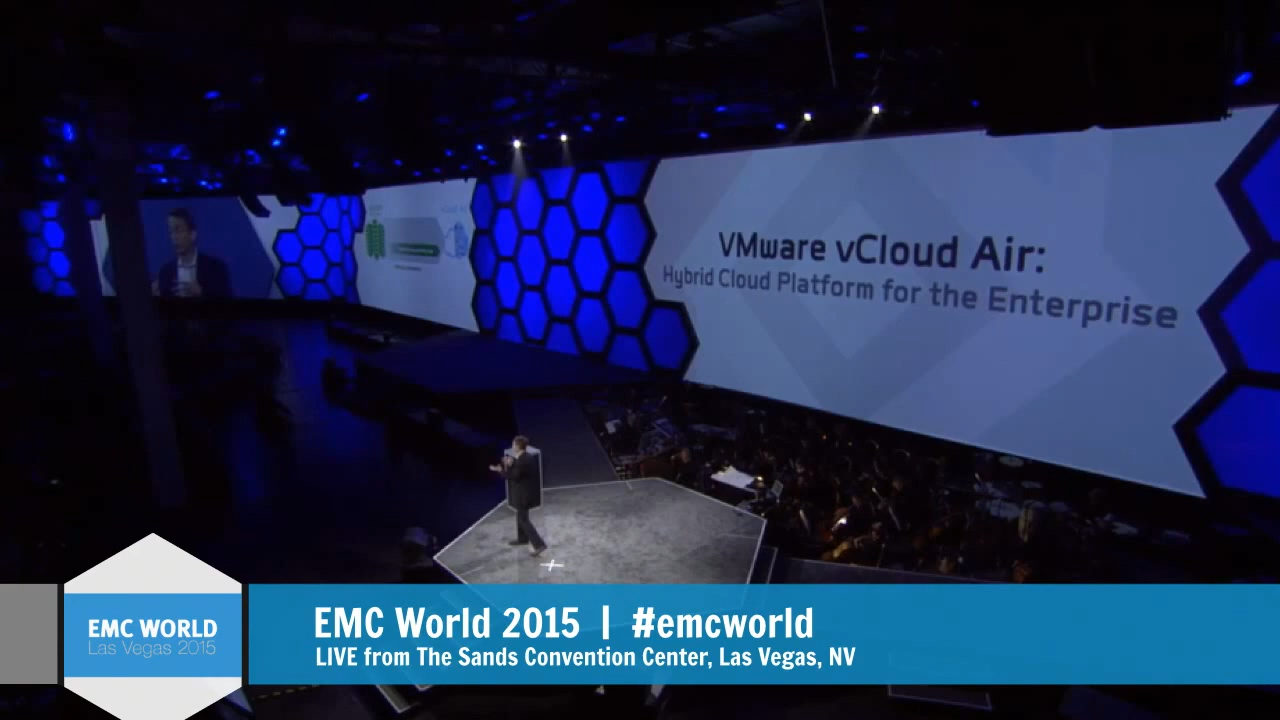 VMware vCloud Air:
Hybrid Cloud Platform for the Enterprise
EMC World 2015 | #emcworld
LIVE from The Sands Convention Center, Las Vegas, NV
EMC WORLD
Las Vegas 2015